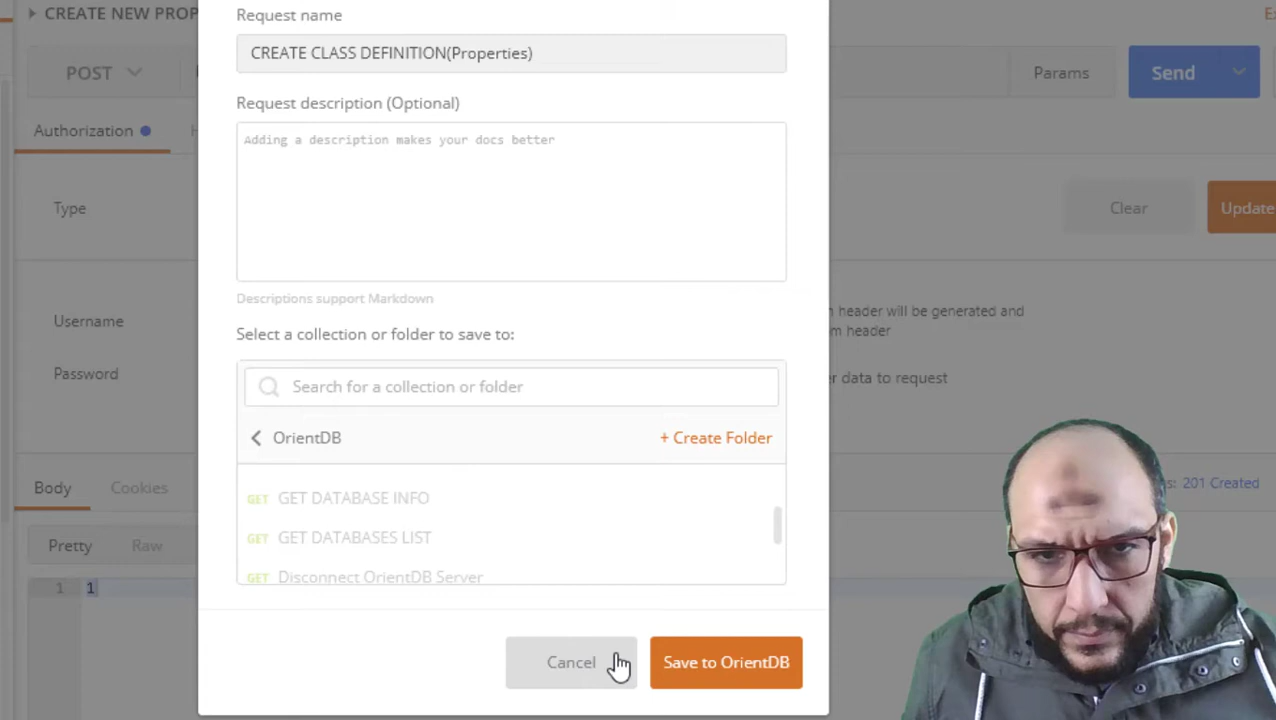 CREATE NEW PROP
Request name
CREATE CLASS DEFINITION(Properties)
POST
Params
Send
Request description (Optional)
Authorization
Adding a description makes your docs better
Type
Clear
Update
Descriptions support Markdown
Username
header will be generated and
header
Select a collection or folder to save to:
Password
data to request
Search for a collection or folder
OrientDB
+ Create Folder
Body
Cookies
201 Created
GET GET DATABASE INFO
GET GET DATABASES LIST
Pretty
Raw
GET Disconnect OrientDB Server
1 1
Cancel
Save to OrientDB